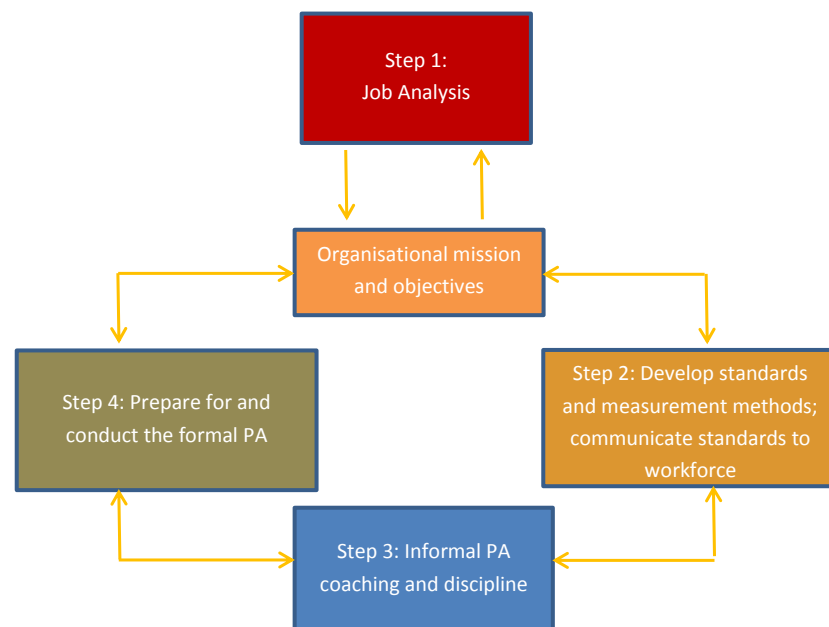 Step 1:
Job Analysis
Organisational mission
and objectives
Step 4: Prepare for and
conduct the formal PA
Step 2: Develop standards
and measurement methods;
communicate standards to
workforce
Step 3: Informal PA
coaching and discipline